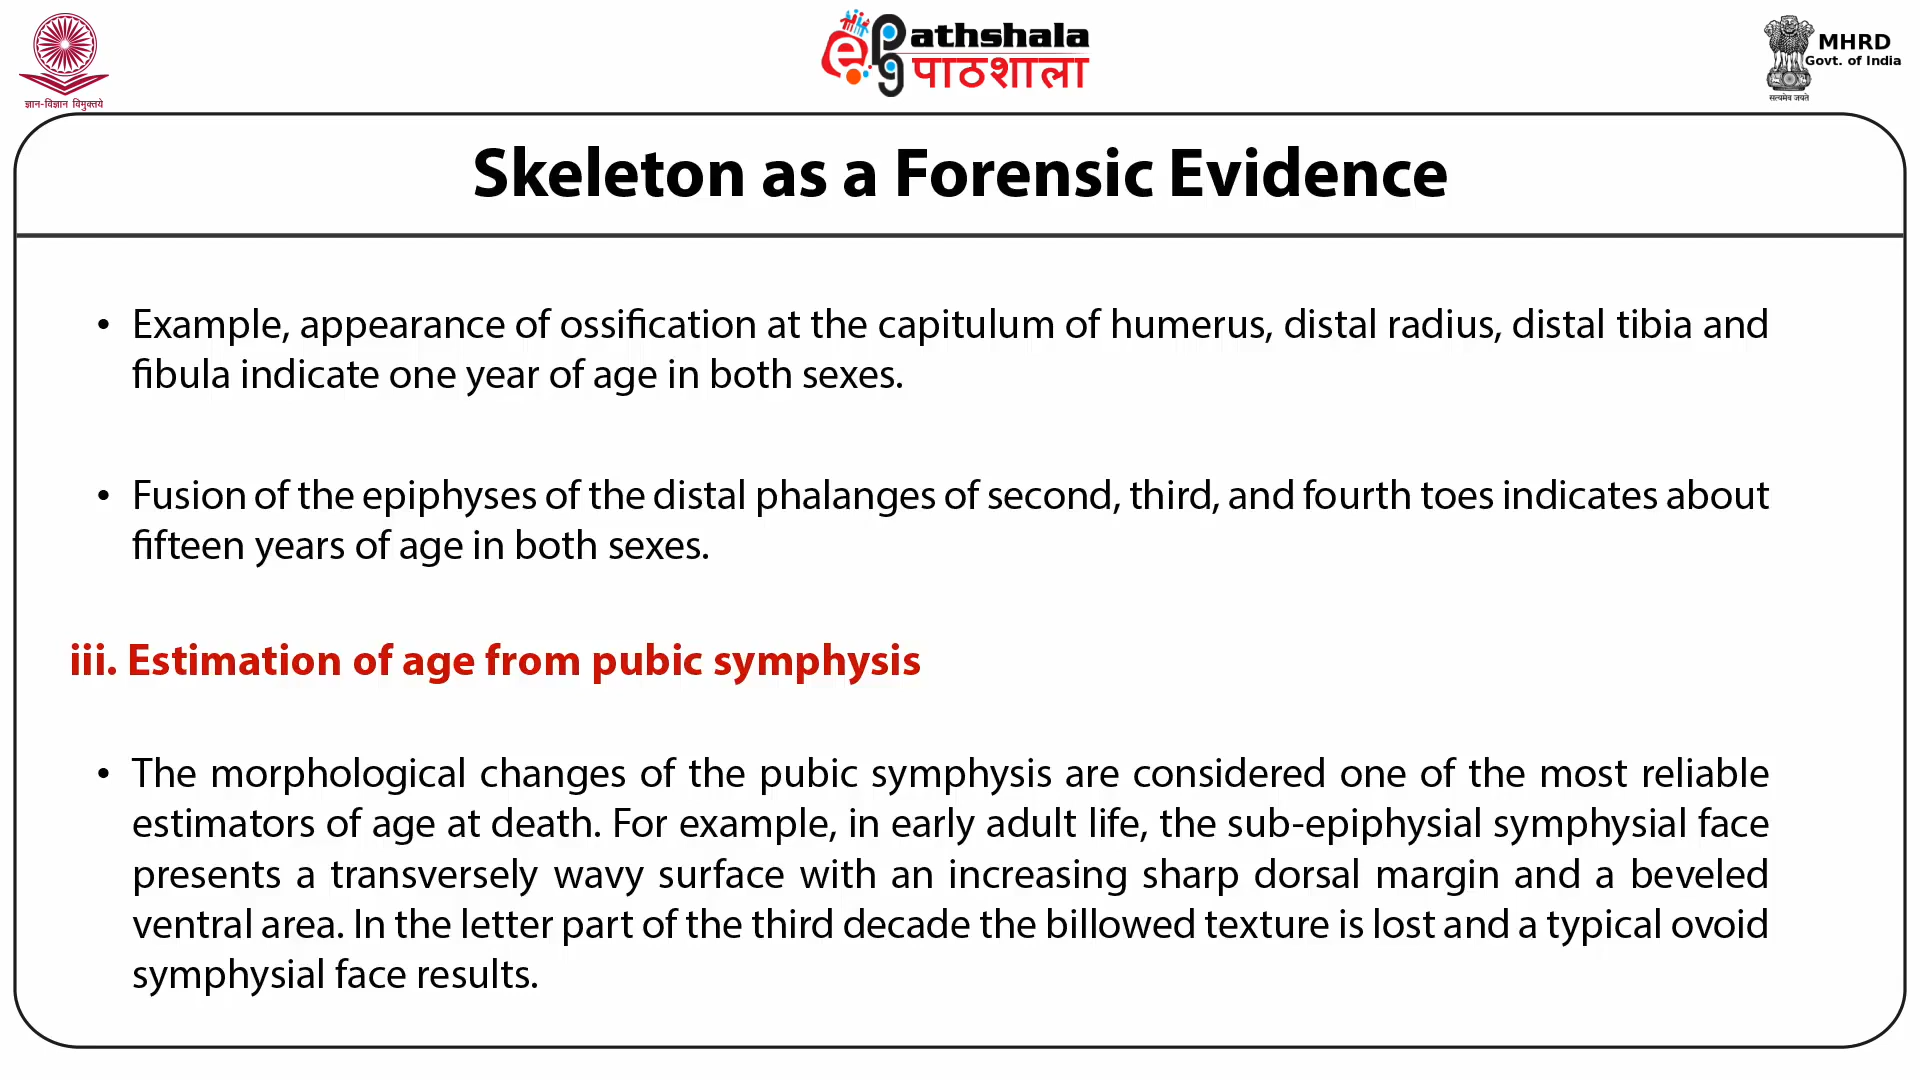 ज्ञान-विज्ञान विमुक्तये
ePathshala
पाठशाला
MHRD
Govt. of India
सत्यमेव जयते
Skeleton as a Forensic Evidence
• Example, appearance of ossification at the capitulum of humerus, distal radius, distal tibia and
fibula indicate one year of age in both sexes.
• Fusion of the epiphyses of the distal phalanges of second, third, and fourth toes indicates about
fifteen years of age in both sexes.
iii. Estimation of age from pubic symphysis
• The morphological changes of the pubic symphysis are considered one of the most reliable
estimators of age at death. For example, in early adult life, the sub-epiphysial symphysial face
presents a transversely wavy surface with an increasing sharp dorsal margin and a beveled
ventral area. In the letter part of the third decade the billowed texture is lost and a typical ovoid
symphysial face results.